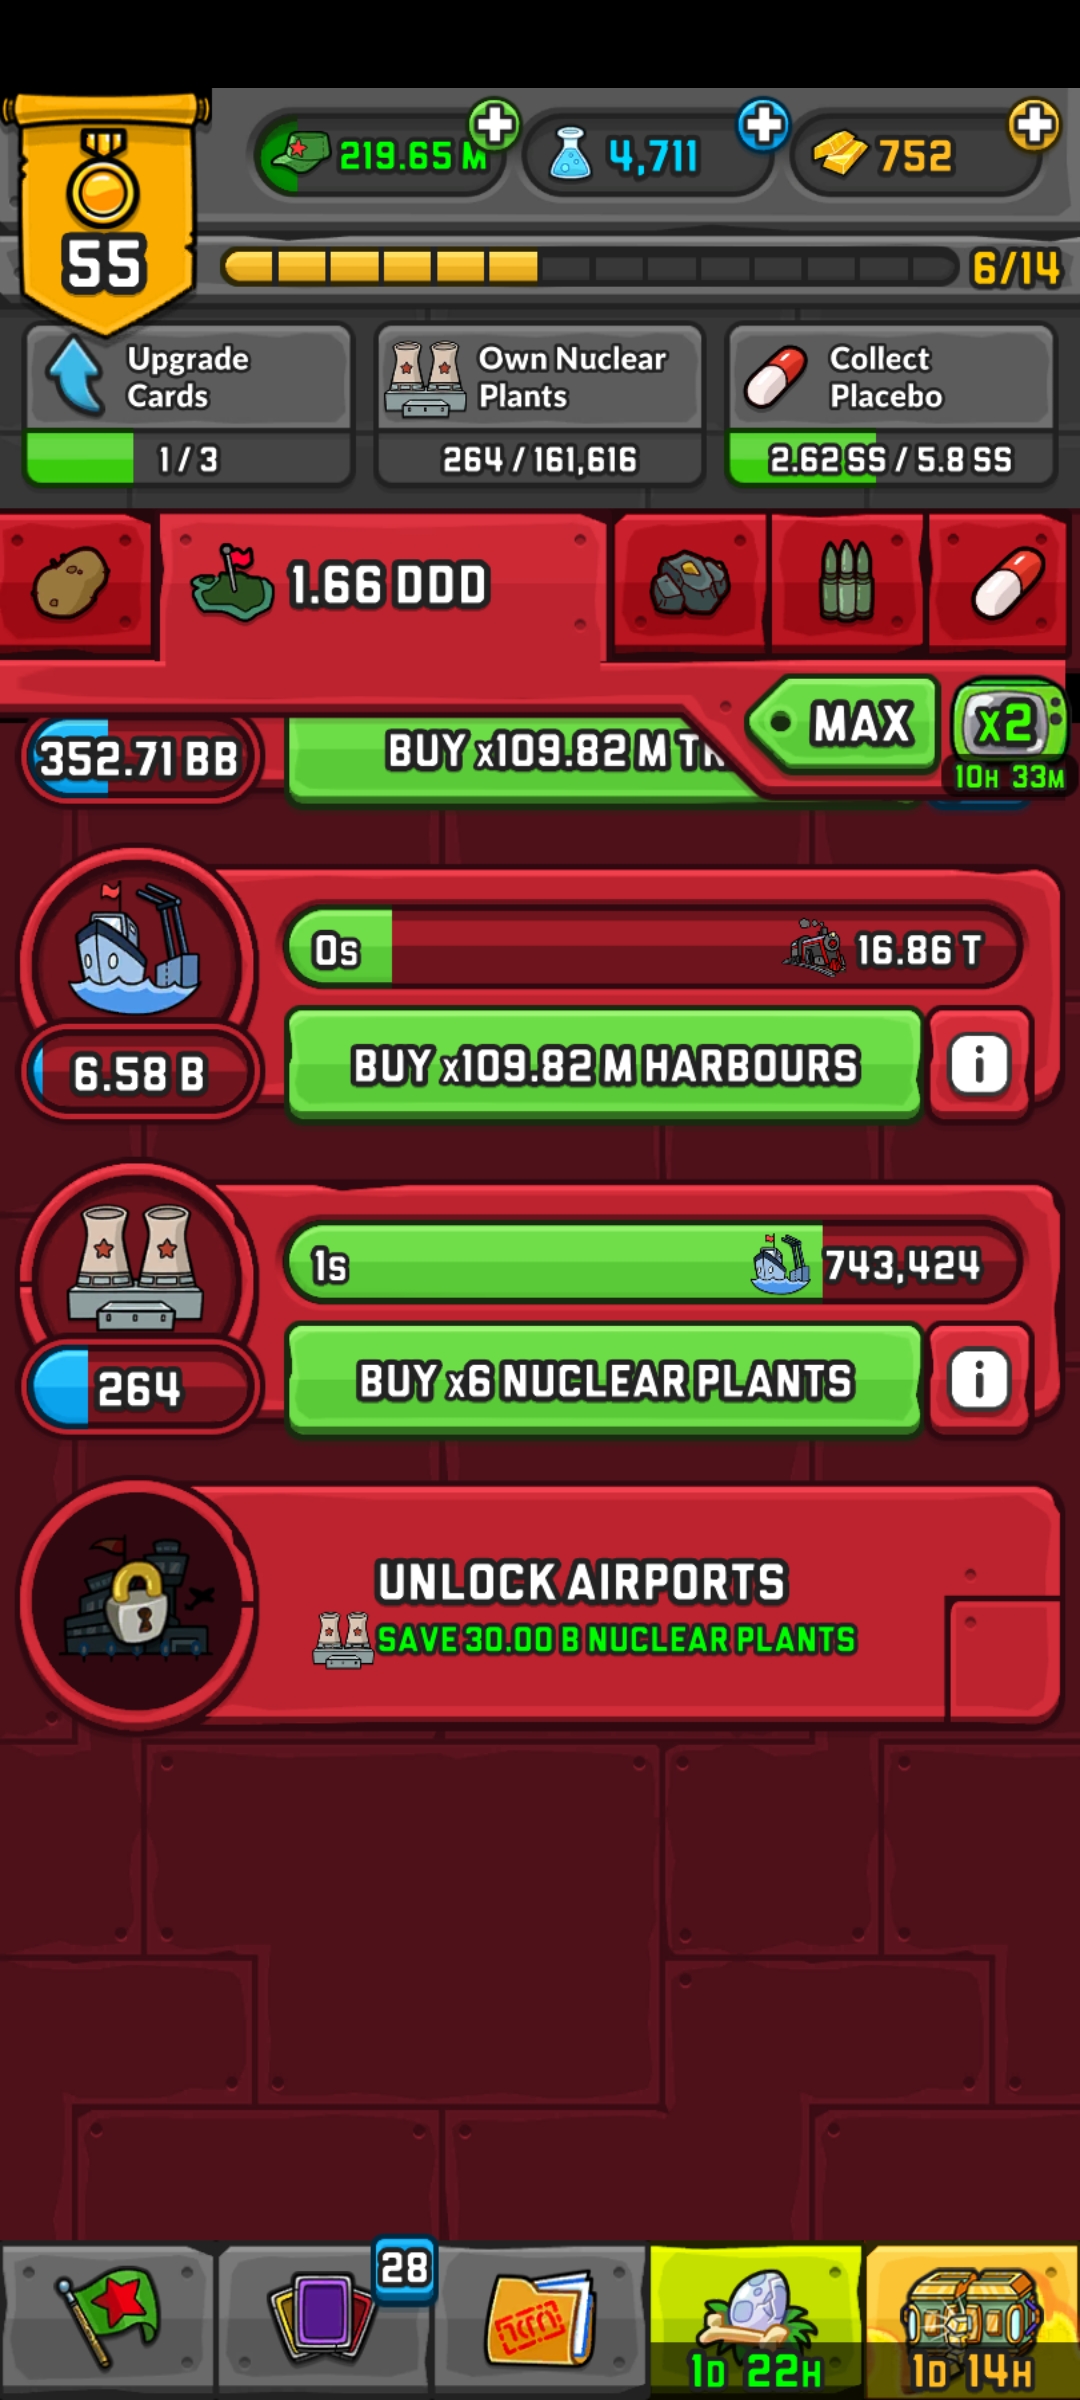 219.65 M
4,711
752
55
6/14
Upgrade
Cards
1 / 3
Own Nuclear
Plants
264 / 161,616
Collect
Placebo
2.62 SS / 5.8 SS
1.66 DDD
MAX
x2
10H 33M
352.71 BB
BUY x109.82 M
0s
16.86 T
6.58 B
BUY x109.82 M HARBOURS
i
1s
743,424
264
BUY x6 NUCLEAR PLANTS
i
UNLOCK AIRPORTS
SAVE 30.00 B NUCLEAR PLANTS
28
1D 22H
1D 14H